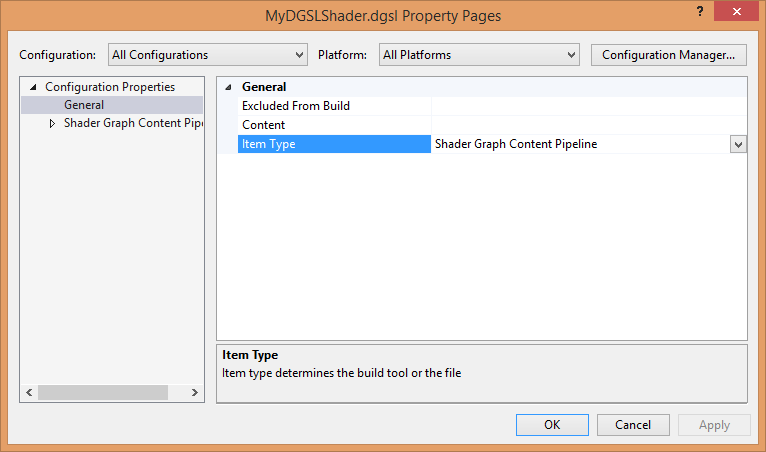 MyDGSLShader.dgsl Property Pages
?
Configuration: All Configurations Platform: All Platforms Configuration Manager...
Configuration Properties
General
Shader Graph Content Pipe
General
Excluded From Build
Content
Item Type Shader Graph Content Pipeline
Item Type
Item type determines the build tool or the file
OK Cancel Apply